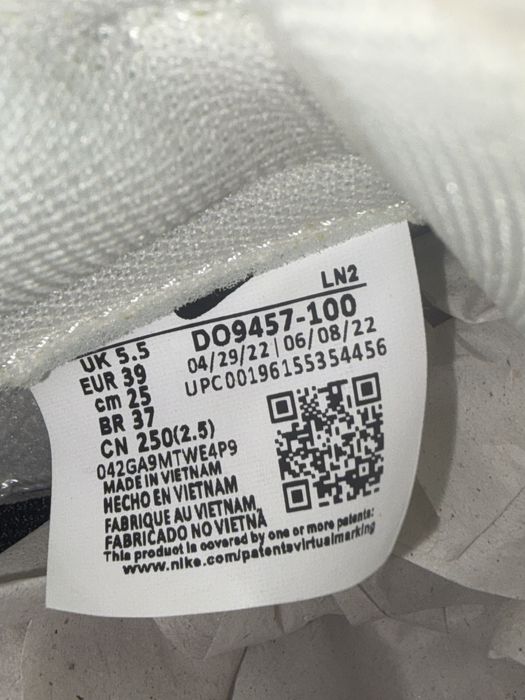 LN2
UK 5.5
EUR 39
cm 25
BR 37
CN 250(2.5)
DO9457-100
04/29/22 | 06/08/22
UPC00196155354456
042GA9MTWE4P9
MADE IN VIETNAM
HECHO EN VIETNAM
FABRIQUE AU VIETNAM,
FABRICADO NO VIETNÃ
This product is covered by one or more patents:
www.nike.com/patentsvirtualmarking